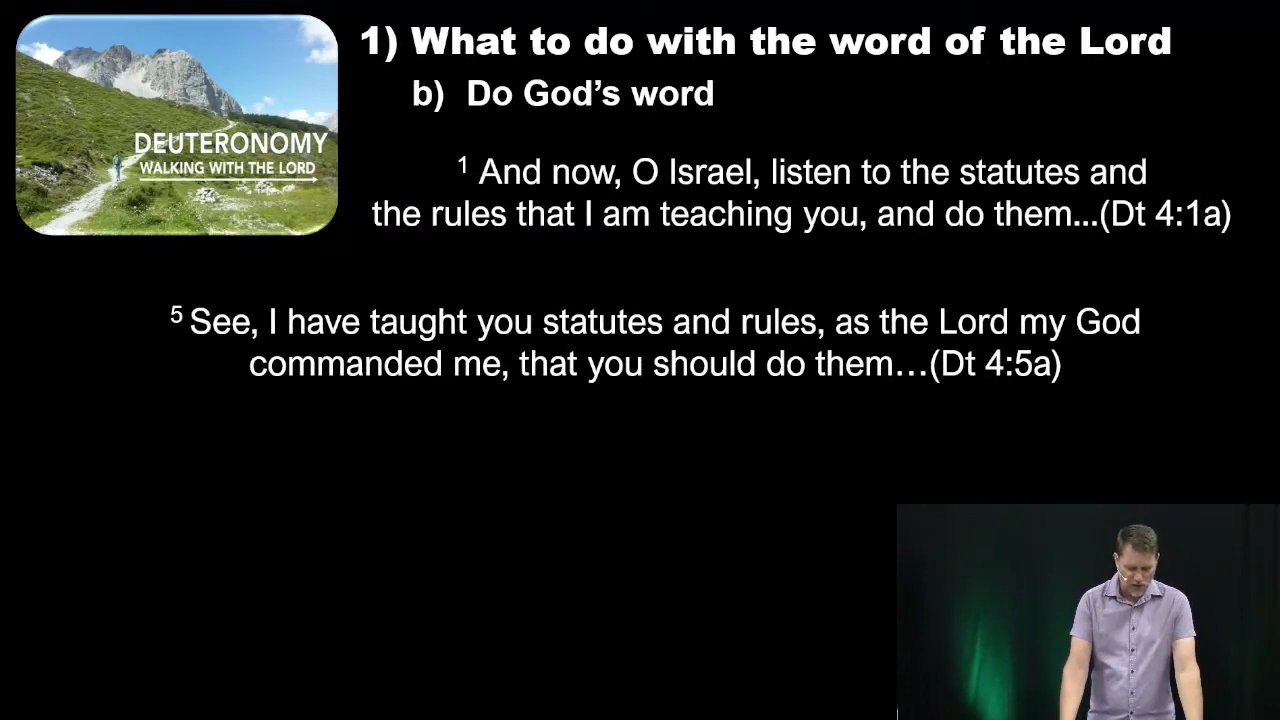 DEUTERONOMY
WALKING WITH THE LORD
1) What to do with the word of the Lord
b) Do God’s word
1 And now, O Israel, listen to the statutes and
the rules that I am teaching you, and do them...(Dt 4:1a)
5 See, I have taught you statutes and rules, as the Lord my God
commanded me, that you should do them…(Dt 4:5a)